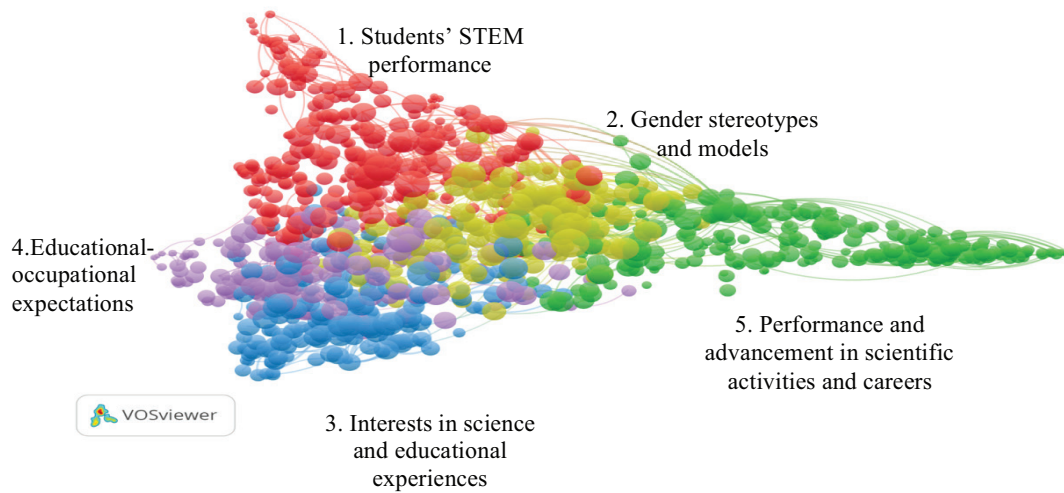 1. Students’ STEM
performance
2. Gender stereotypes
and models
4.Educational-
occupational
expectations
5. Performance and
advancement in scientific
activities and careers
VOSviewer
3. Interests in science
and educational
experiences